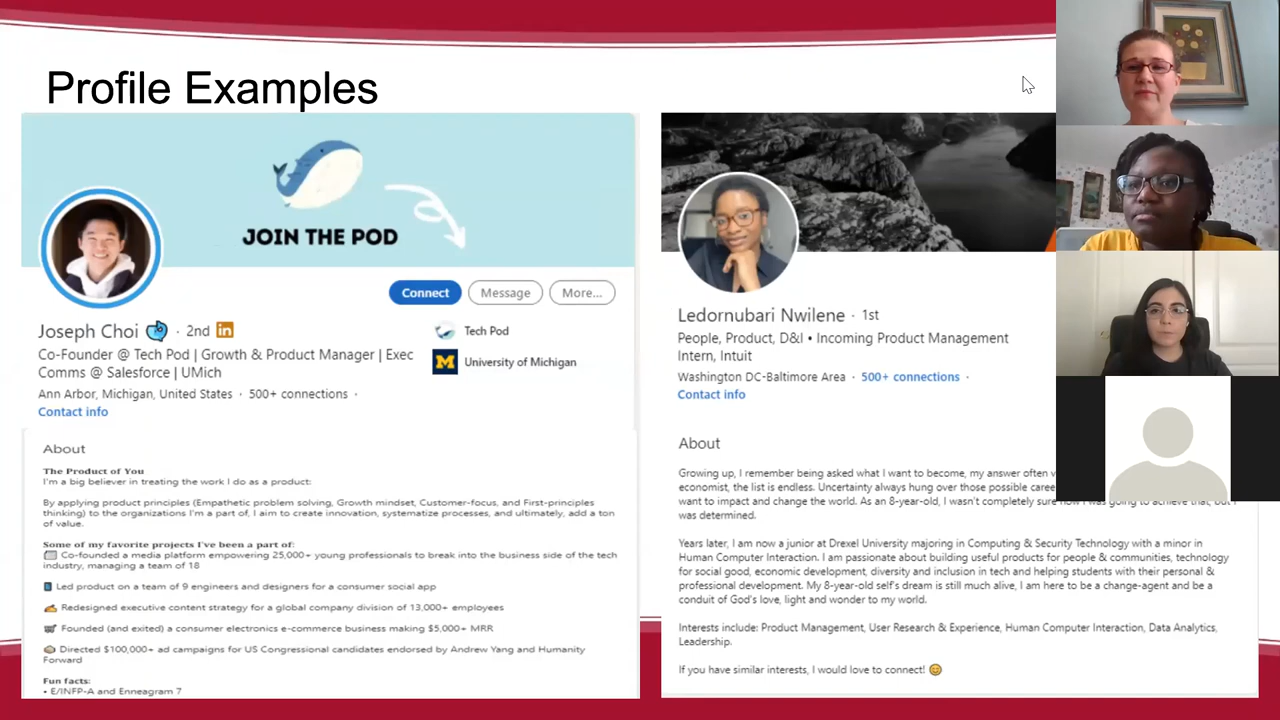 Profile Examples
JOIN THE POD
Connect
Message
More...
Joseph Choi · 2nd in
Tech Pod
Co-Founder @ Tech Pod | Growth & Product Manager | Exec
Comms @ Salesforce | UMich
M University of Michigan
Ann Arbor, Michigan, United States · 500+ connections ·
Contact info
About
The Product of You
I'm a big believer in treating the work I do as a product:
By applying product principles (Empathetic problem solving, Growth mindset, Customer-focus, and First-principles
thinking) to the organizations I'm a part of, I aim to create innovation, systematize processes, and ultimately, add a ton
of value.
Some of my favorite projects I've been a part of:
Co-founded a media platform empowering 25,000+ young professionals to break into the business side of the tech
industry, managing a team of 18
Led product on a team of 9 engineers and designers for a consumer social app
Redesigned executive content strategy for a global company division of 13,000+ employees
Founded (and exited) a consumer electronics e-commerce business making $5,000+ MRR
Directed $100,000+ ad campaigns for US Congressional candidates endorsed by Andrew Yang and Humanity
Forward
Fun facts:
• E/INFP-A and Enneagram 7
Ledornubari Nwilene · 1st
People, Product, D&I • Incoming Product Management
Intern, Intuit
Washington DC-Baltimore Area · 500+ connections ·
Contact info
About
Growing up, I remember being asked what I want to become, my answer often
economist, the list is endless. Uncertainty always hung over those possible
want to impact and change the world. As an 8-year-old, I wasn't completely sure how I was going to achieve that, but I
was determined.
Years later, I am now a junior at Drexel University majoring in Computing & Security Technology with a minor in
Human Computer Interaction. I am passionate about building useful products for people & communities, technology
for social good, economic development, diversity and inclusion in tech and helping students with their personal &
professional development. My 8-year-old self's dream is still much alive, I am here to be a change-agent and be a
conduit of God's love, light and wonder to my world.
Interests include: Product Management, User Research & Experience, Human Computer Interaction, Data Analytics,
Leadership.
If you have similar interests, I would love to connect! 😊